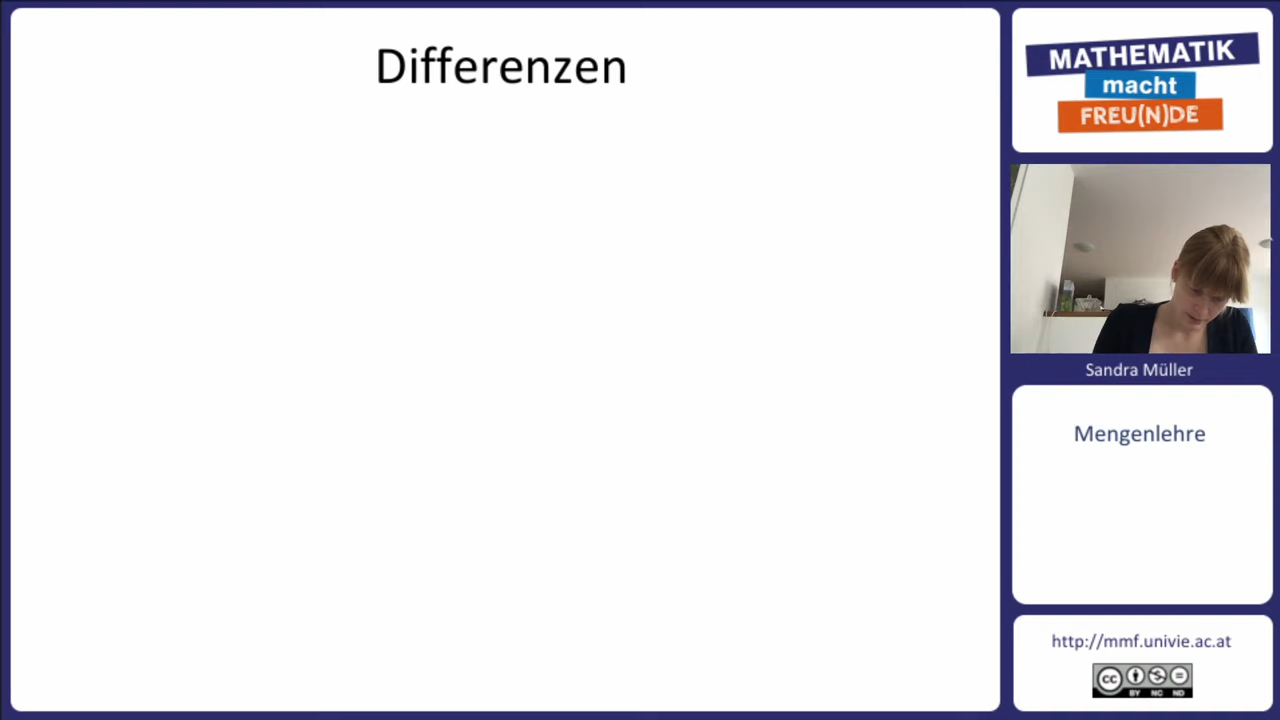 Differenzen
MATHEMATIK
macht
FREU(N)DE
Sandra Müller
Mengenlehre
http://mmf.univie.ac.at
cc
BY NC ND